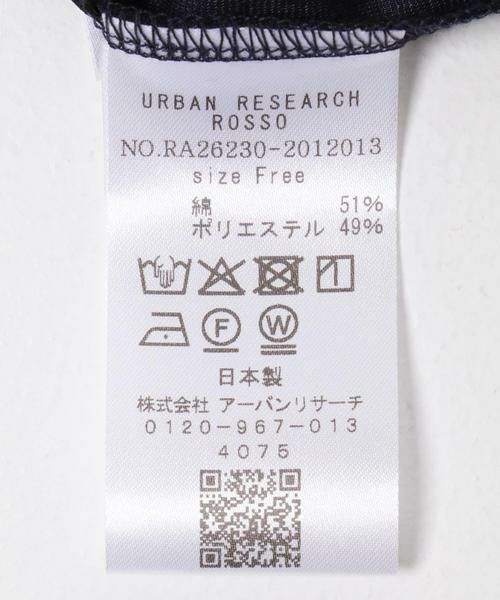 URBAN RESEARCH
ROSSO
NO.RA26230-2012013
size Free
綿 51%
ポリエステル 49%
F W
日本製
株式会社 アーバンリサーチ
0120-967-013
4075